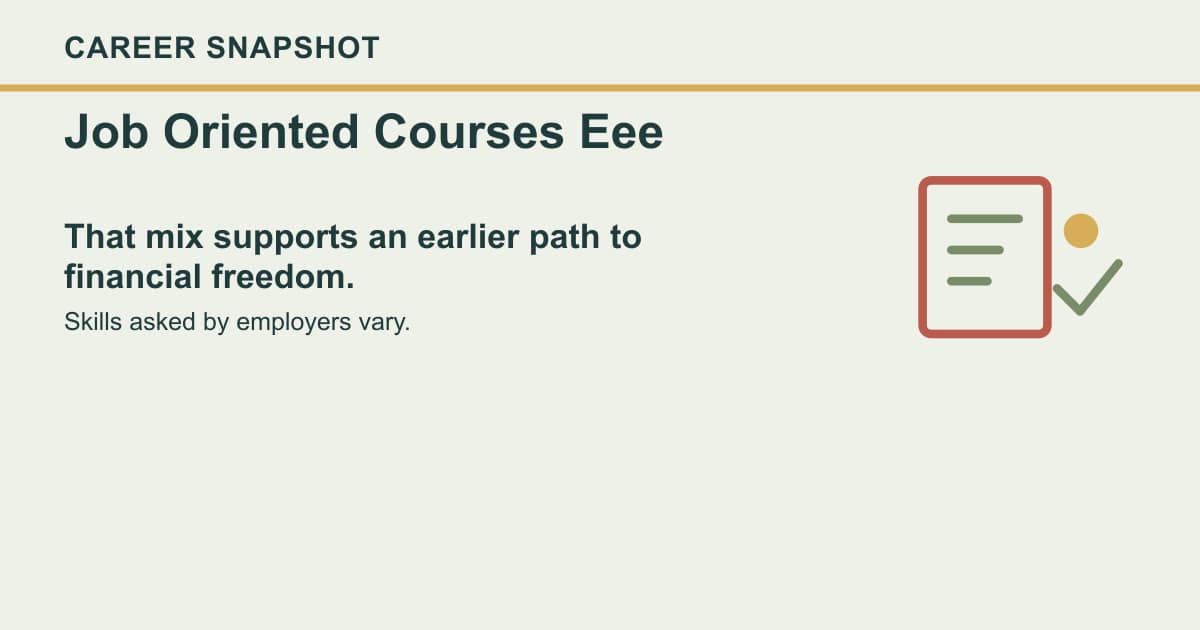 CAREER SNAPSHOT
Job Oriented Courses Eee
That mix supports an earlier path to
financial freedom.
Skills asked by employers vary.